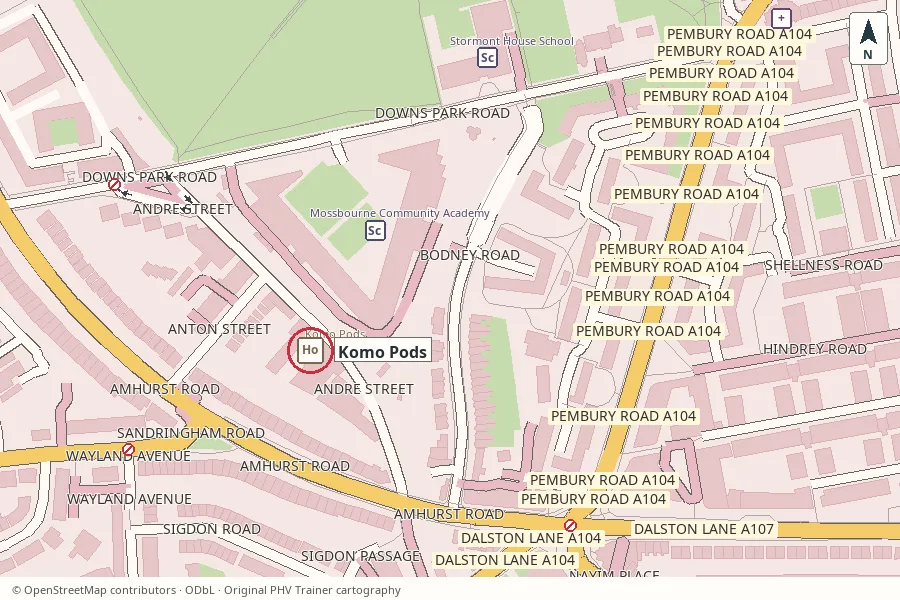 PEMBURY ROAD A104
Stormont House School
Sc
PEMBURY ROAD A104
N
PEMBURY ROAD A104
PEMBURY ROAD A104
DOWNS PARK ROAD
PEMBURY ROAD A104
PEMBURY ROAD A104
DOWNS PARK ROAD
PEMBURY ROAD A104
ANDRE STREET
Mossbourne Community Academy
Sc
BODNEY ROAD
PEMBURY ROAD A104
PEMBURY ROAD A104
SHELLNESS ROAD
PEMBURY ROAD A104
ANTON STREET
PEMBURY ROAD A104
Komo Pods
Ho
Komo Pods
HINDREY ROAD
AMHURST ROAD
ANDRE STREET
PEMBURY ROAD A104
SANDRINGHAM ROAD
WAYLAND AVENUE
AMHURST ROAD
PEMBURY ROAD A104
WAYLAND AVENUE
PEMBURY ROAD A104
AMHURST ROAD
SIGDON ROAD
DALSTON LANE A107
DALSTON LANE A104
SIGDON PASSAGE
DALSTON LANE A104
NAVIM PLACE
© OpenStreetMap contributors · ODbL · Original PHV Trainer cartography